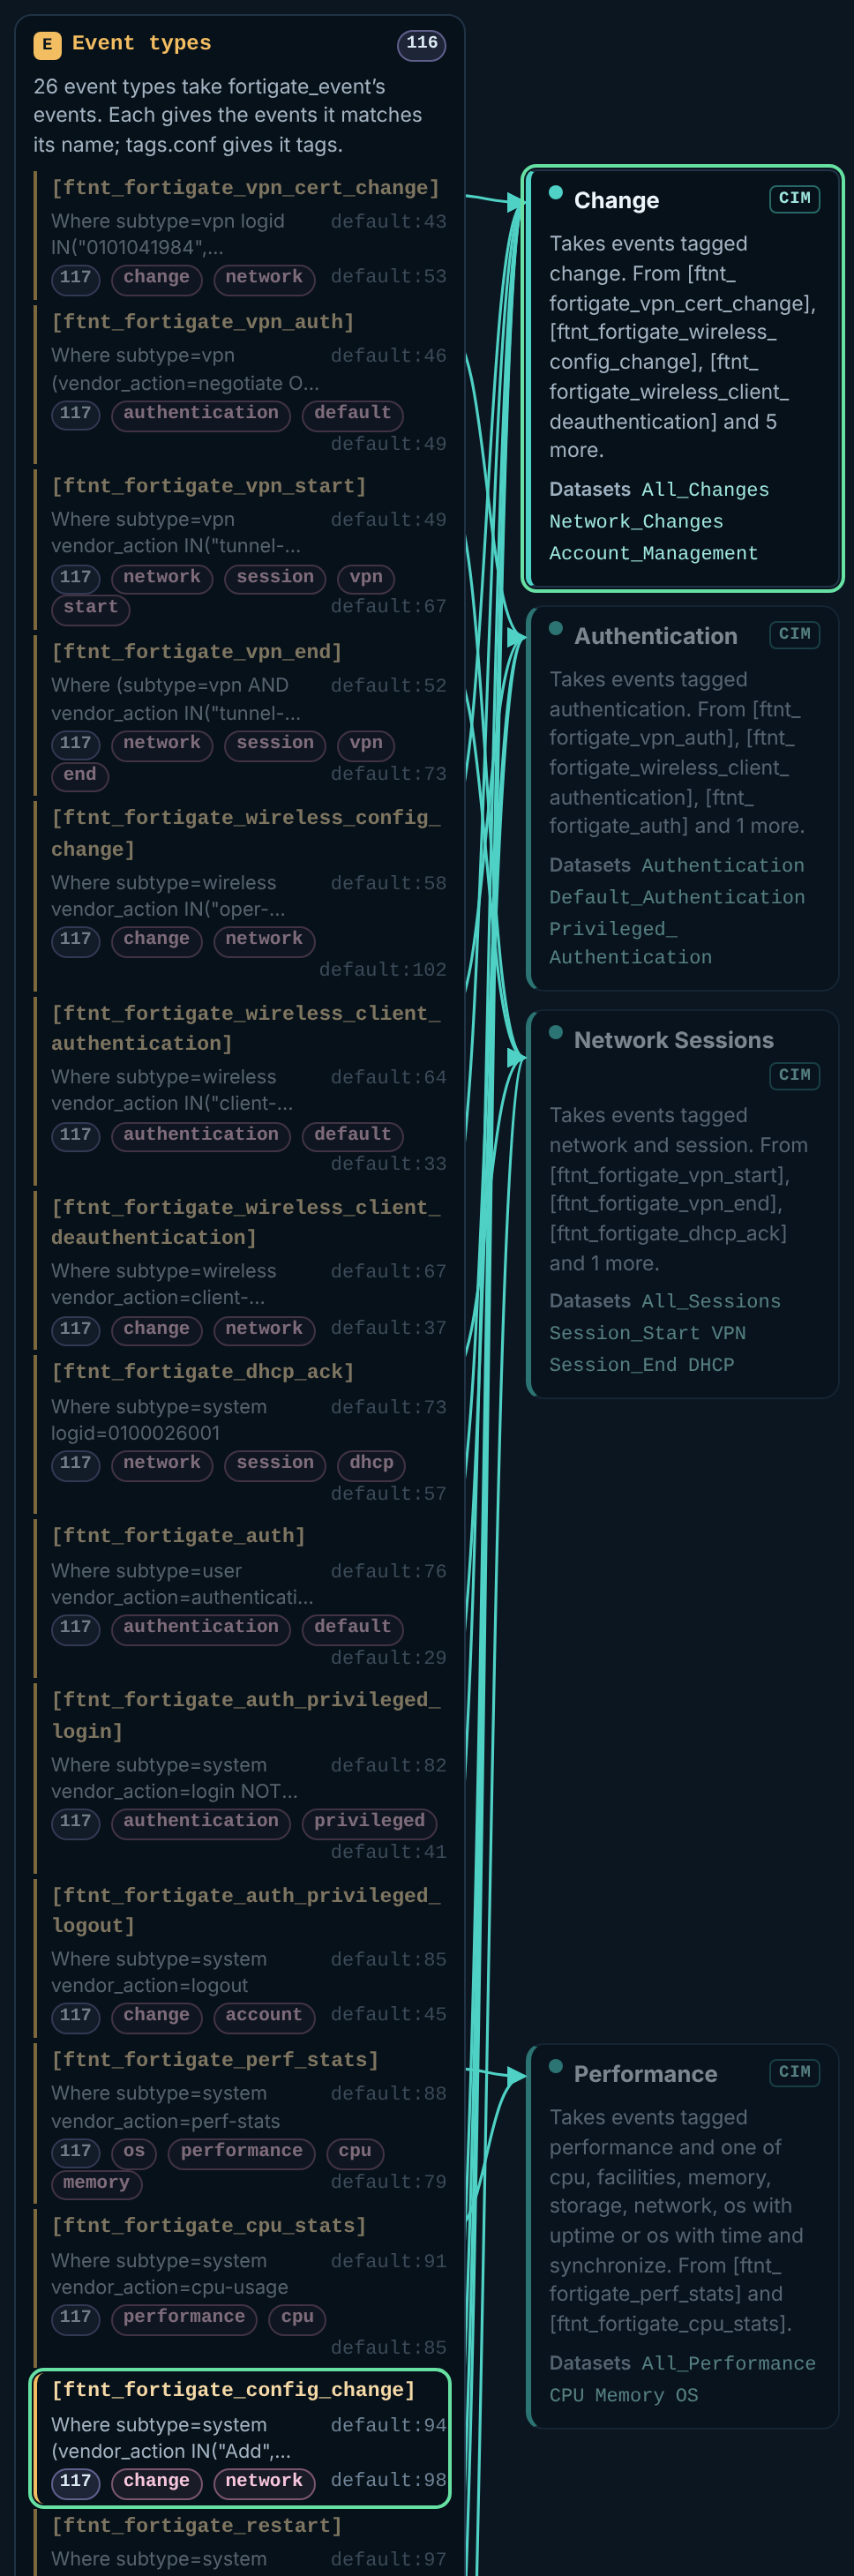 E Event types 116
26 event types take fortigate_event’s
events. Each gives the events it matches
its name; tags.conf gives it tags.
[ftnt_fortigate_vpn_cert_change]
Where subtype=vpn logid default:43
IN("0101041984",...
117 change network default:53
[ftnt_fortigate_vpn_auth]
Where subtype=vpn default:46
(vendor_action=negotiate O...
117 authentication default
default:49
[ftnt_fortigate_vpn_start]
Where subtype=vpn default:49
vendor_action IN("tunnel-...
117 network session vpn
start default:67
[ftnt_fortigate_vpn_end]
Where (subtype=vpn AND default:52
vendor_action IN("tunnel-...
117 network session vpn
end default:73
[ftnt_fortigate_wireless_config_
change]
Where subtype=wireless default:58
vendor_action IN("oper-...
117 change network
default:102
[ftnt_fortigate_wireless_client_
authentication]
Where subtype=wireless default:64
vendor_action IN("client-...
117 authentication default
default:33
[ftnt_fortigate_wireless_client_
deauthentication]
Where subtype=wireless default:67
vendor_action=client-...
117 change network default:37
[ftnt_fortigate_dhcp_ack]
Where subtype=system default:73
logid=0100026001
117 network session dhcp
default:57
[ftnt_fortigate_auth]
Where subtype=user default:76
vendor_action=authenticati...
117 authentication default
default:29
[ftnt_fortigate_auth_privileged_
login]
Where subtype=system default:82
vendor_action=login NOT...
117 authentication privileged
default:41
[ftnt_fortigate_auth_privileged_
logout]
Where subtype=system default:85
vendor_action=logout
117 change account default:45
[ftnt_fortigate_perf_stats]
Where subtype=system default:88
vendor_action=perf-stats
117 os performance cpu
memory default:79
[ftnt_fortigate_cpu_stats]
Where subtype=system default:91
vendor_action=cpu-usage
117 performance cpu
default:85
[ftnt_fortigate_config_change]
Where subtype=system default:94
(vendor_action IN("Add",...
117 change network default:98
[ftnt_fortigate_restart]
Where subtype=system default:97
Change CIM
Takes events tagged
change. From [ftnt_
fortigate_vpn_cert_change],
[ftnt_fortigate_wireless_
config_change], [ftnt_
fortigate_wireless_client_
deauthentication] and 5
more.
Datasets All_Changes
Network_Changes
Account_Management
Authentication CIM
Takes events tagged
authentication. From [ftnt_
fortigate_vpn_auth], [ftnt_
fortigate_wireless_client_
authentication], [ftnt_
fortigate_auth] and 1 more.
Datasets Authentication
Default_Authentication
Privileged_
Authentication
Network Sessions
CIM
Takes events tagged
network and session. From
[ftnt_fortigate_vpn_start],
[ftnt_fortigate_vpn_end],
[ftnt_fortigate_dhcp_ack]
and 1 more.
Datasets All_Sessions
Session_Start VPN
Session_End DHCP
Performance CIM
Takes events tagged
performance and one of
cpu, facilities, memory,
storage, network, os with
uptime or os with time and
synchronize. From [ftnt_
fortigate_perf_stats] and
[ftnt_fortigate_cpu_stats].
Datasets All_Performance
CPU Memory OS